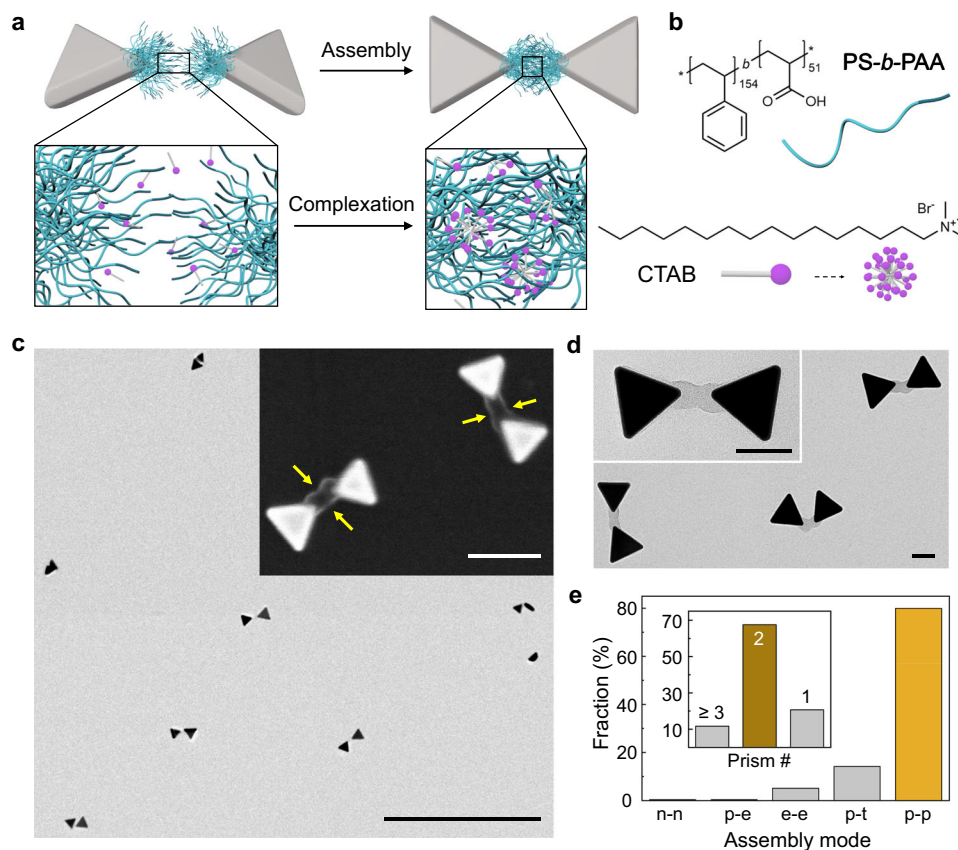 a
Assembly
Complexation
b
*
b
*
154
51
O
OH
PS-b-PAA
Br-
N+
CTAB
c
d
e
Fraction (%)
80
60
40
20
0
70
50
30
10
≥ 3
2
1
Prism #
n-n
p-e
e-e
p-t
p-p
Assembly mode